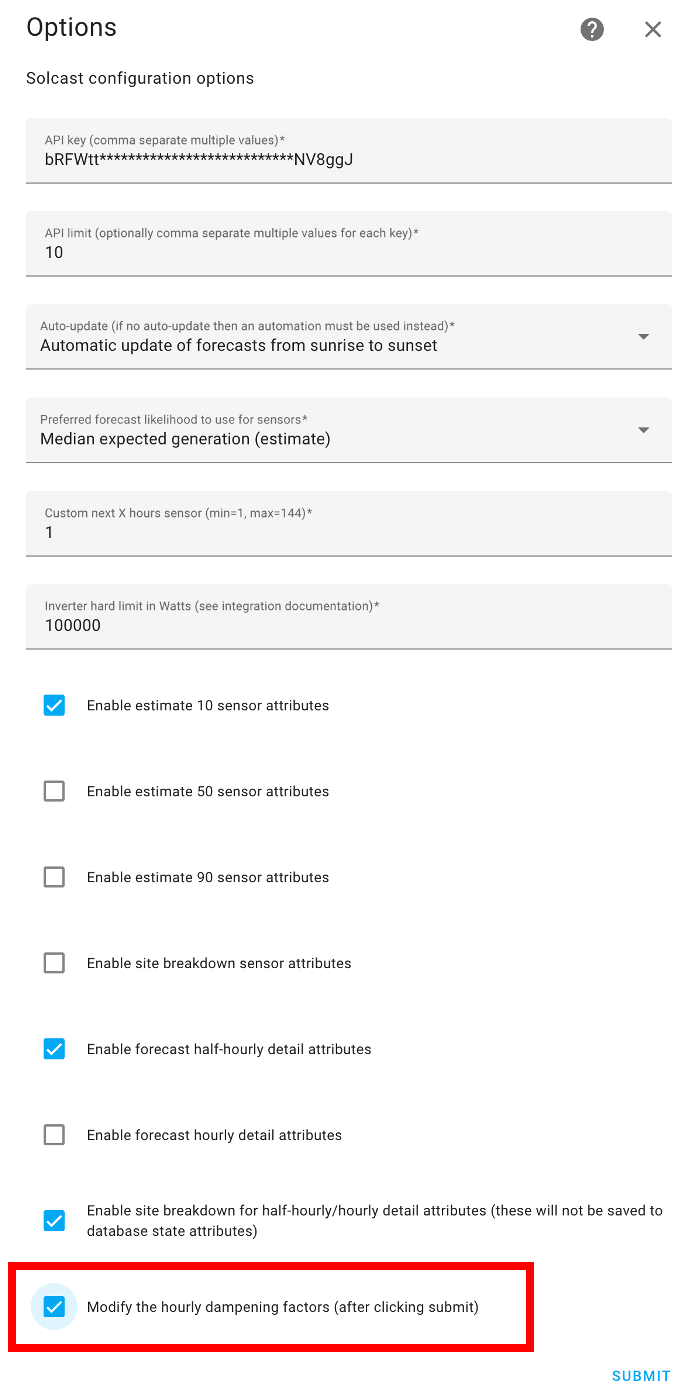 Options
Solcast configuration options
API key (comma separate multiple values)*
bRFWtt***************************NV8ggJ
API limit (optionally comma separate multiple values for each key)*
10
Auto-update (if no auto-update then an automation must be used instead)*
Automatic update of forecasts from sunrise to sunset
Preferred forecast likelihood to use for sensors*
Median expected generation (estimate)
Custom next X hours sensor (min=1, max=144)*
1
Inverter hard limit in Watts (see integration documentation)*
100000
Enable estimate 10 sensor attributes
Enable estimate 50 sensor attributes
Enable estimate 90 sensor attributes
Enable site breakdown sensor attributes
Enable forecast half-hourly detail attributes
Enable forecast hourly detail attributes
Enable site breakdown for half-hourly/hourly detail attributes (these will not be saved to
database state attributes)
Modify the hourly dampening factors (after clicking submit)
SUBMIT